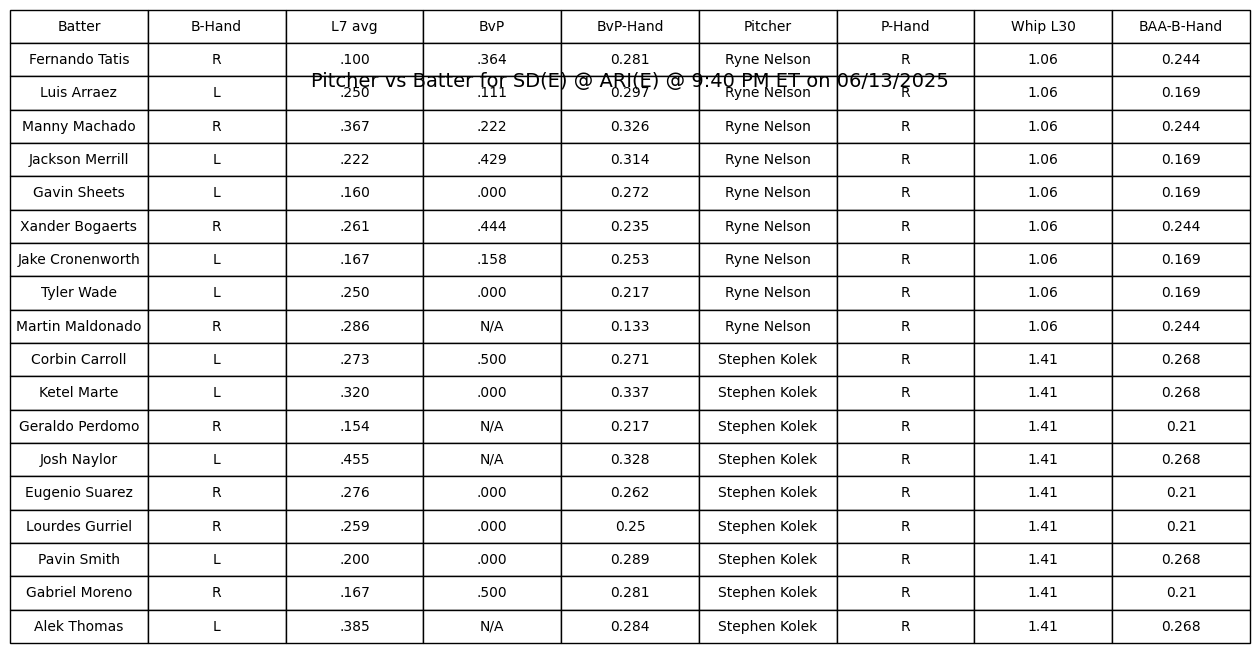 Batter B-Hand L7 avg BvP BvP-Hand Pitcher P-Hand Whip L30 BAA-B-Hand
Fernando Tatis R .100 .364 0.281 Ryne Nelson R 1.06 0.244
Pitcher vs Batter for SD(E) @ ARI(E) @ 9:40 PM ET on 06/13/2025
Luis Arraez L .250 .111 0.297 Ryne Nelson R 1.06 0.169
Manny Machado R .367 .222 0.326 Ryne Nelson R 1.06 0.244
Jackson Merrill L .222 .429 0.314 Ryne Nelson R 1.06 0.169
Gavin Sheets L .160 .000 0.272 Ryne Nelson R 1.06 0.169
Xander Bogaerts R .261 .444 0.235 Ryne Nelson R 1.06 0.244
Jake Cronenworth L .167 .158 0.253 Ryne Nelson R 1.06 0.169
Tyler Wade L .250 .000 0.217 Ryne Nelson R 1.06 0.169
Martin Maldonado R .286 N/A 0.133 Ryne Nelson R 1.06 0.244
Corbin Carroll L .273 .500 0.271 Stephen Kolek R 1.41 0.268
Ketel Marte L .320 .000 0.337 Stephen Kolek R 1.41 0.268
Geraldo Perdomo R .154 N/A 0.217 Stephen Kolek R 1.41 0.21
Josh Naylor L .455 N/A 0.328 Stephen Kolek R 1.41 0.268
Eugenio Suarez R .276 .000 0.262 Stephen Kolek R 1.41 0.21
Lourdes Gurriel R .259 .000 0.25 Stephen Kolek R 1.41 0.21
Pavin Smith L .200 .000 0.289 Stephen Kolek R 1.41 0.268
Gabriel Moreno R .167 .500 0.281 Stephen Kolek R 1.41 0.21
Alek Thomas L .385 N/A 0.284 Stephen Kolek R 1.41 0.268